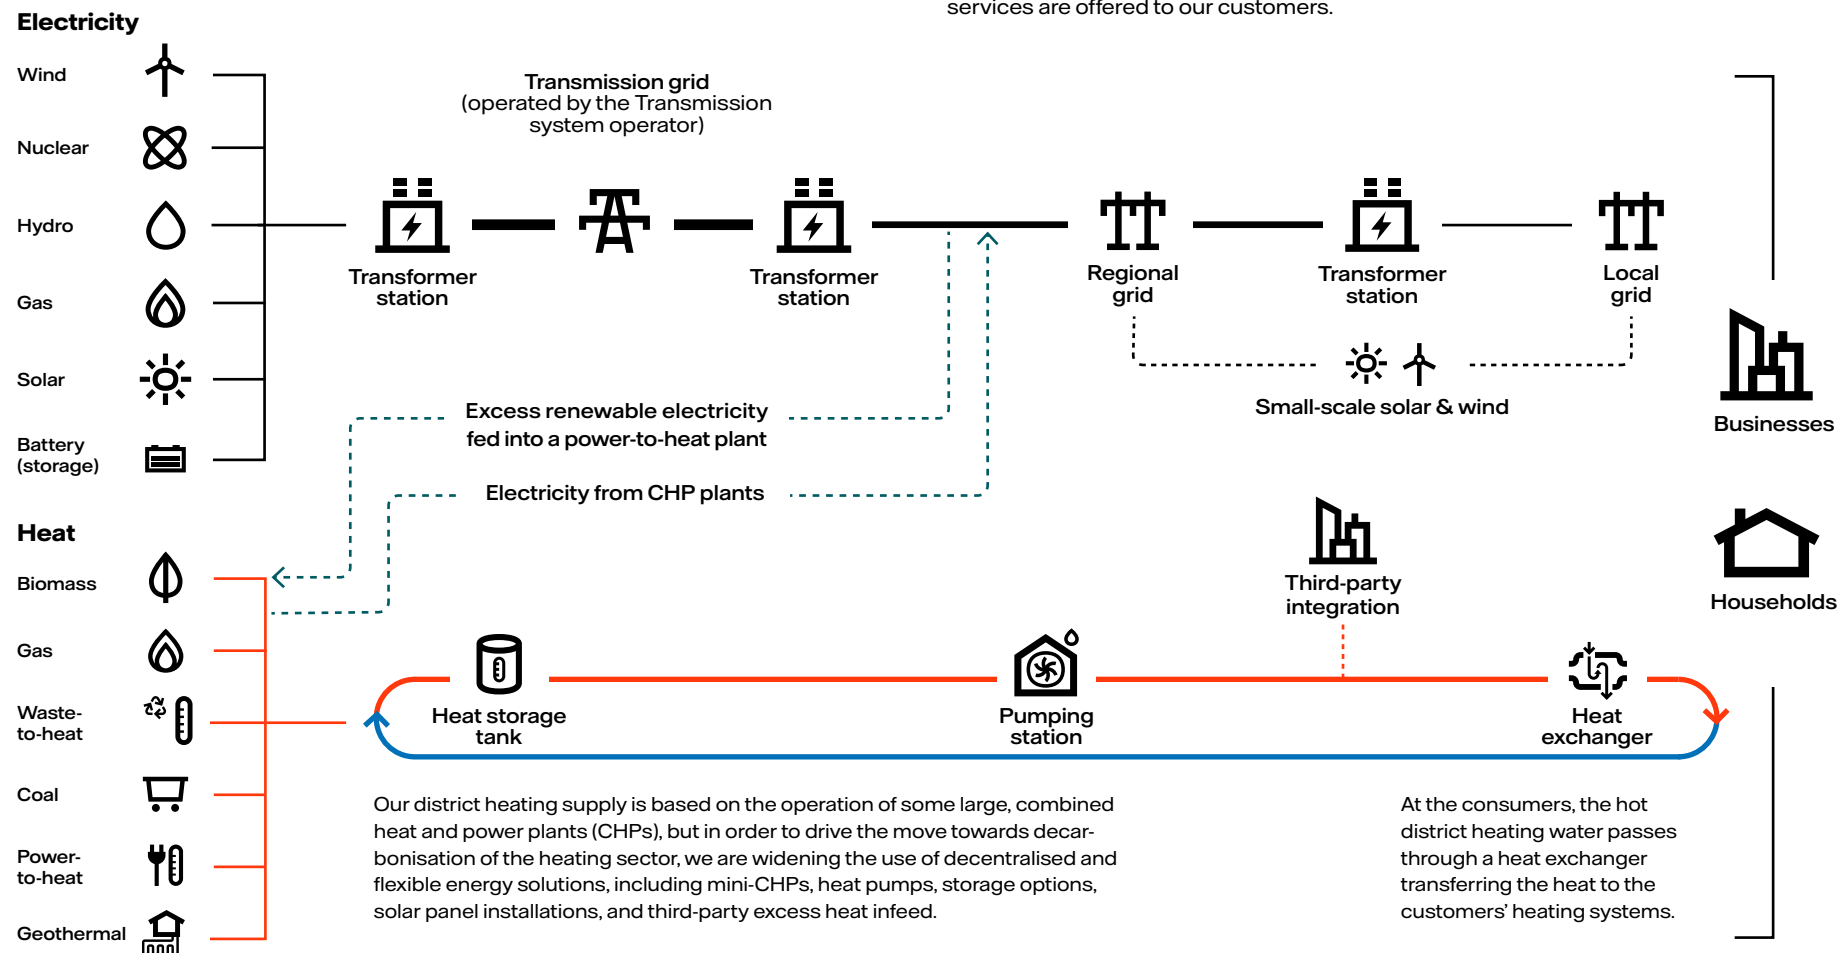 services are offered to our customers.
Electricity
Wind
Nuclear
Hydro
Gas
Solar
Battery
(storage)
Transmission grid
(operated by the Transmission
system operator)
Transformer
station
Transformer
station
Regional
grid
Transformer
station
Local
grid
Small-scale solar & wind
Businesses
Excess renewable electricity
fed into a power-to-heat plant
Electricity from CHP plants
Heat
Biomass
Gas
Waste-
to-heat
Coal
Power-
to-heat
Geothermal
Third-party
integration
Households
Heat storage
tank
Pumping
station
Heat
exchanger
Our district heating supply is based on the operation of some large, combined
heat and power plants (CHPs), but in order to drive the move towards decar-
bonisation of the heating sector, we are widening the use of decentralised and
flexible energy solutions, including mini-CHPs, heat pumps, storage options,
solar panel installations, and third-party excess heat infeed.
At the consumers, the hot
district heating water passes
through a heat exchanger
transferring the heat to the
customers' heating systems.